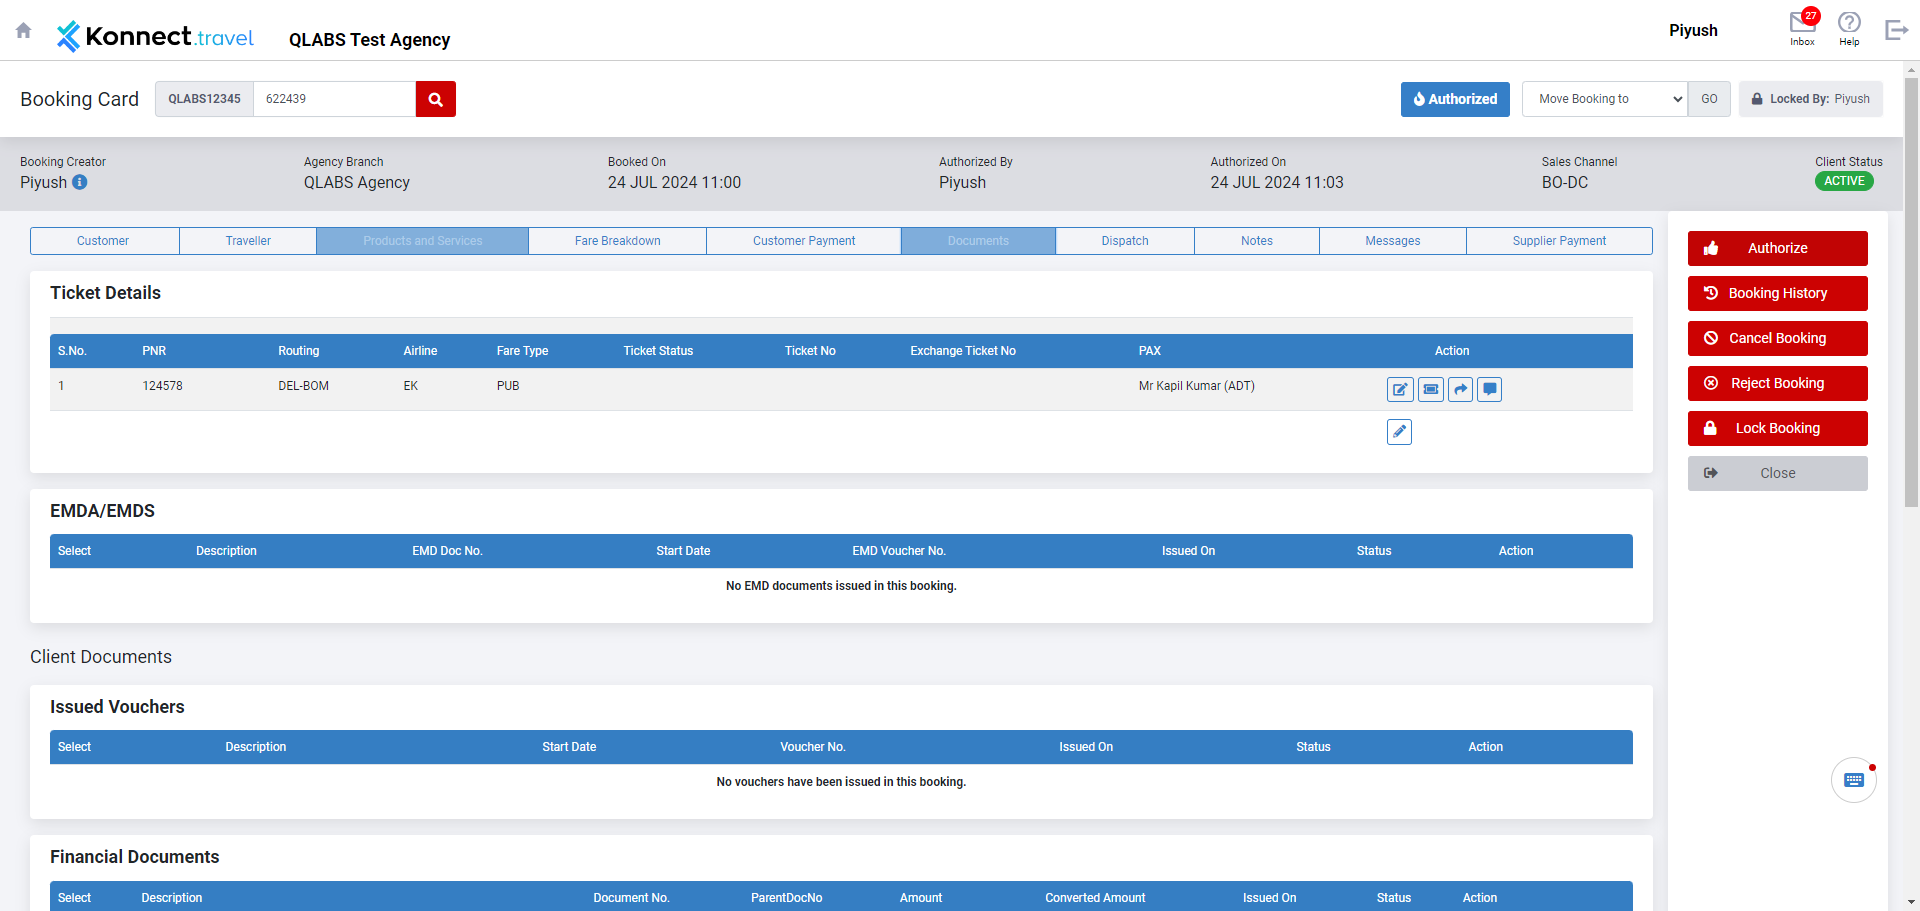 Konnect.travel QLABS Test Agency Piyush 27 Inbox Help
Booking Card QLABS12345 622439 Authorized Move Booking to GO Locked By: Piyush
Booking Creator Agency Branch Booked On Authorized By Authorized On Sales Channel Client Status
Piyush QLABS Agency 24 JUL 2024 11:00 Piyush 24 JUL 2024 11:03 BO-DC ACTIVE
Customer Traveller Products and Services Fare Breakdown Customer Payment Documents Dispatch Notes Messages Supplier Payment
Authorize
Booking History
Cancel Booking
Reject Booking
Lock Booking
Close
Ticket Details
S.No. PNR Routing Airline Fare Type Ticket Status Ticket No Exchange Ticket No PAX Action
1 124578 DEL-BOM EK PUB Mr Kapil Kumar (ADT)
EMDA/EMDS
Select Description EMD Doc No. Start Date EMD Voucher No. Issued On Status Action
No EMD documents issued in this booking.
Client Documents
Issued Vouchers
Select Description Start Date Voucher No. Issued On Status Action
No vouchers have been issued in this booking.
Financial Documents
Select Description Document No. ParentDocNo Amount Converted Amount Issued On Status Action